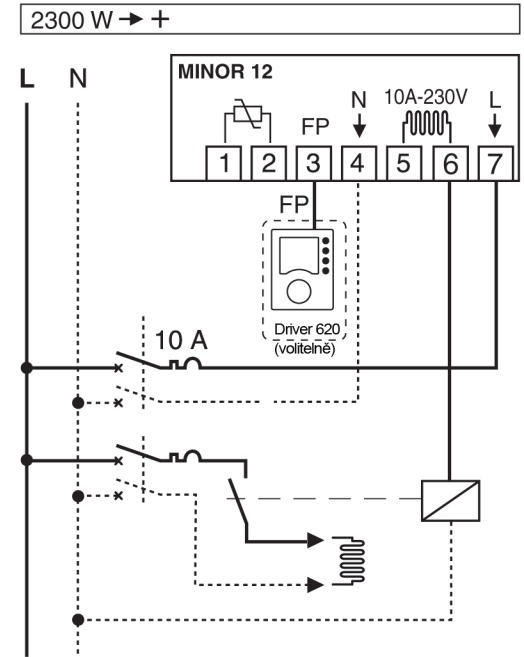 2300 W → +
L N
MINOR 12
FP
N
10A-230V
L
1 2 3 4 5 6 7
FP
Driver 620
(volitelně)
10 A